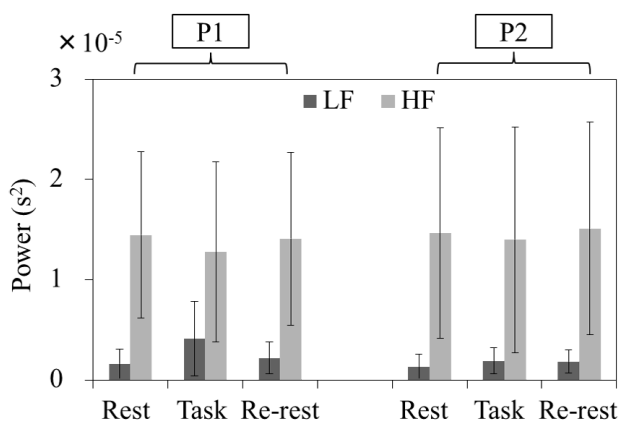 × 10⁻⁵
P1
P2
3
LF HF
2
1
0
Power (s²)
Rest Task Re-rest Rest Task Re-rest